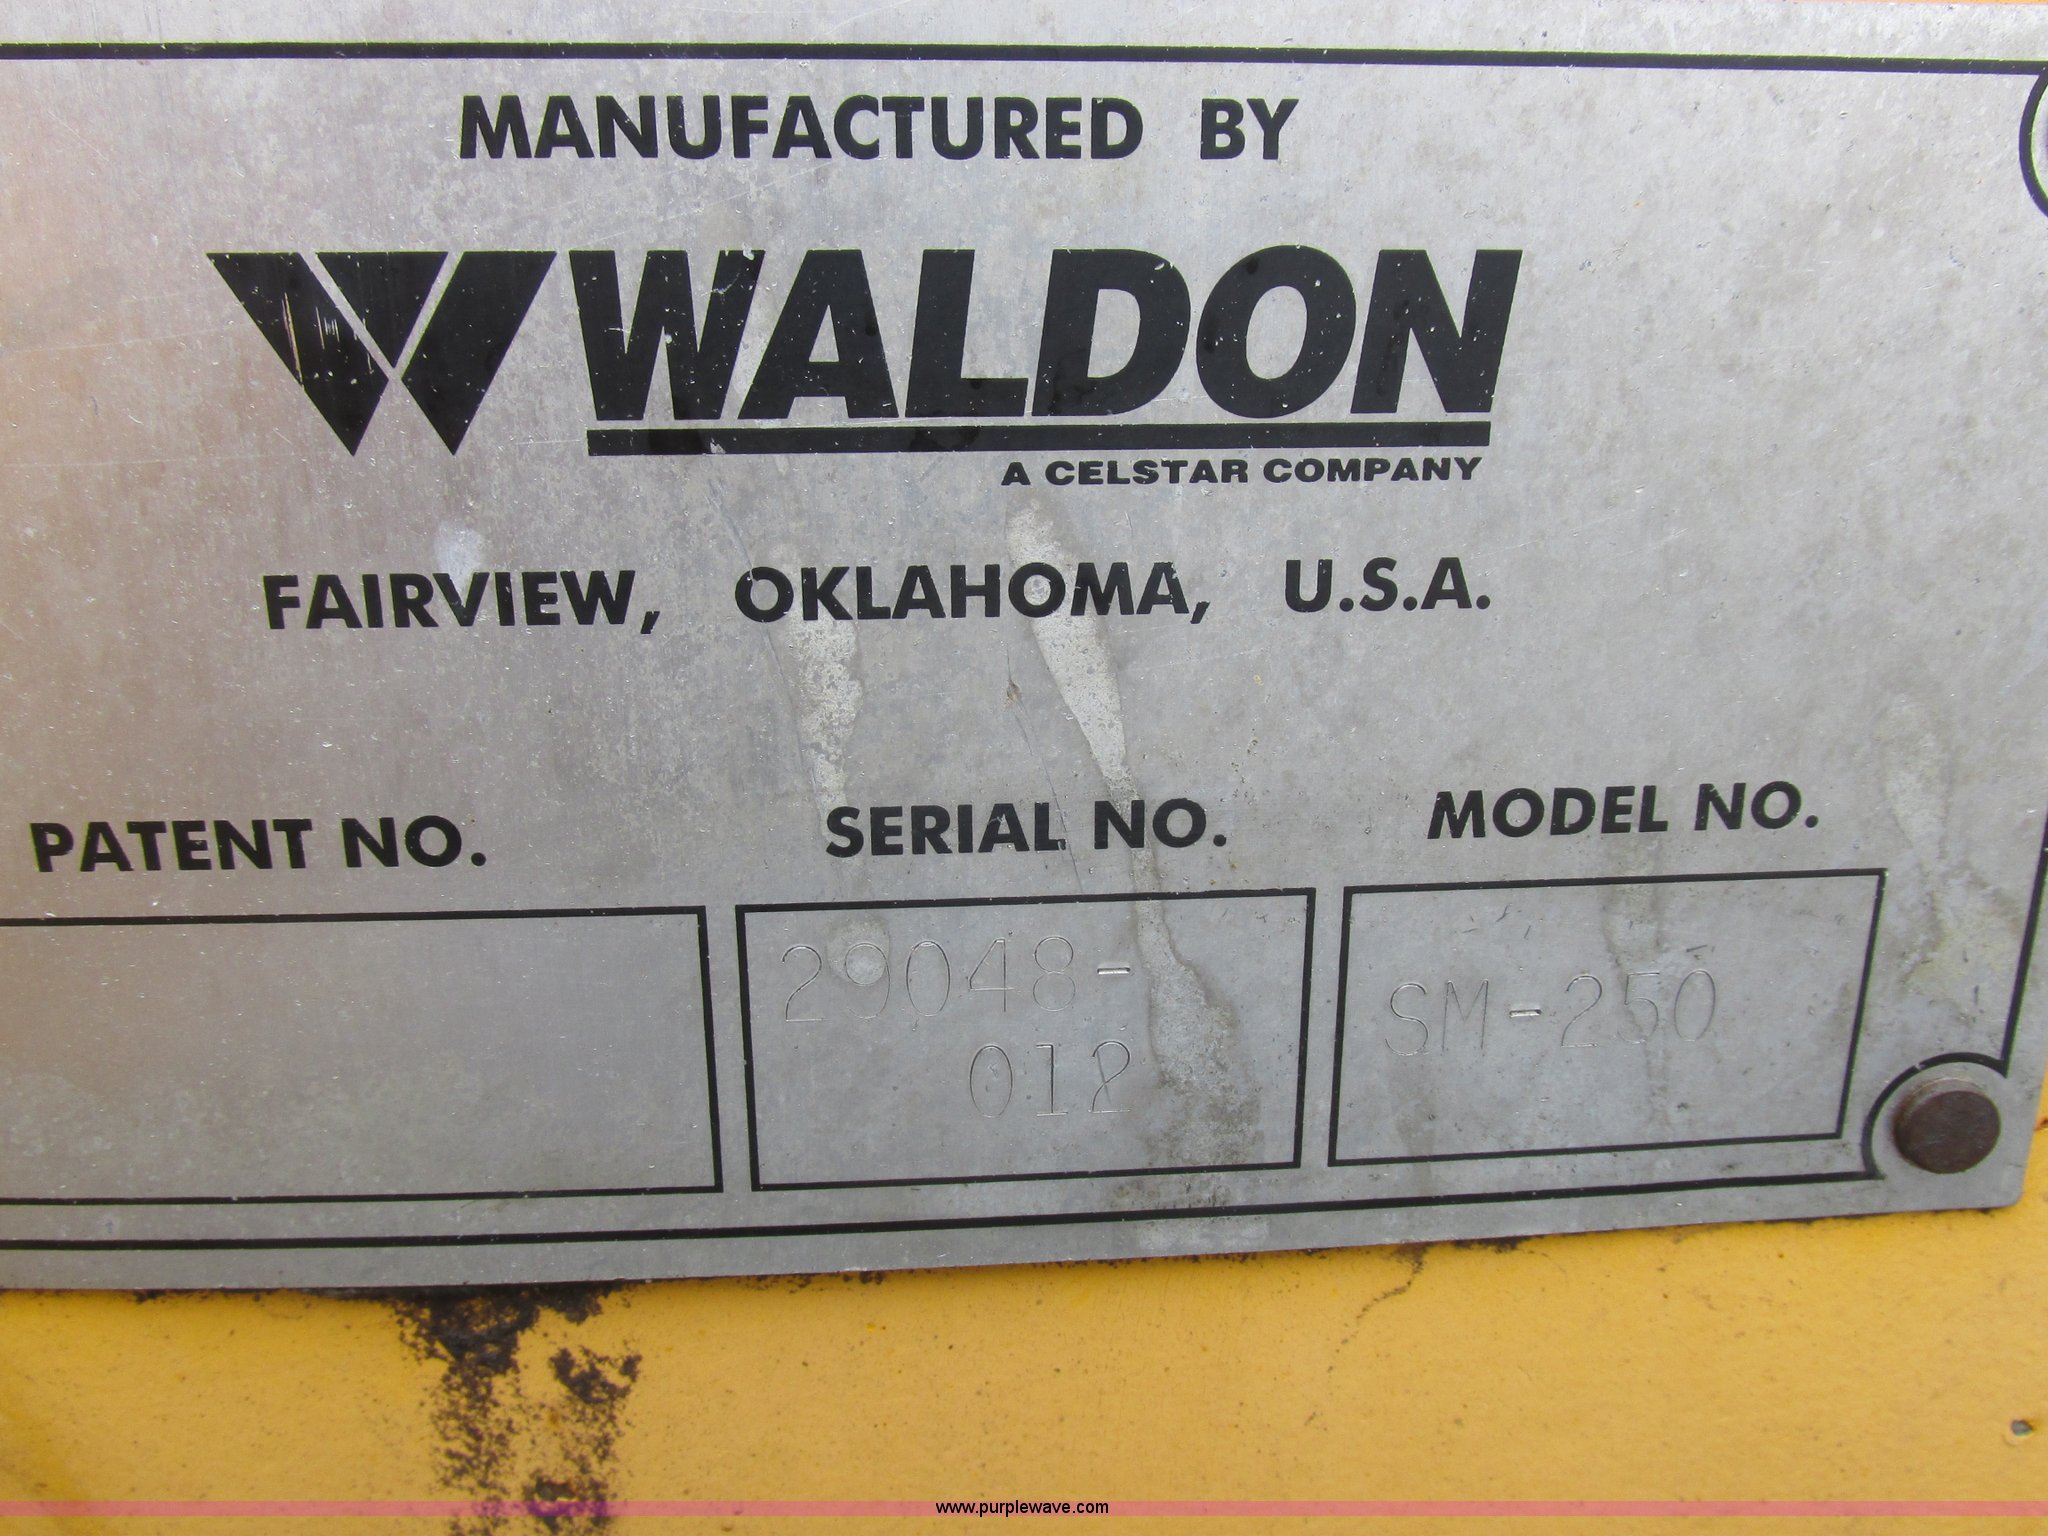 MANUFACTURED BY
WALDON
A CELSTAR COMPANY
FAIRVIEW, OKLAHOMA, U.S.A.
PATENT NO. SERIAL NO. MODEL NO.
29048- SM-250
012
www.purplewave.com